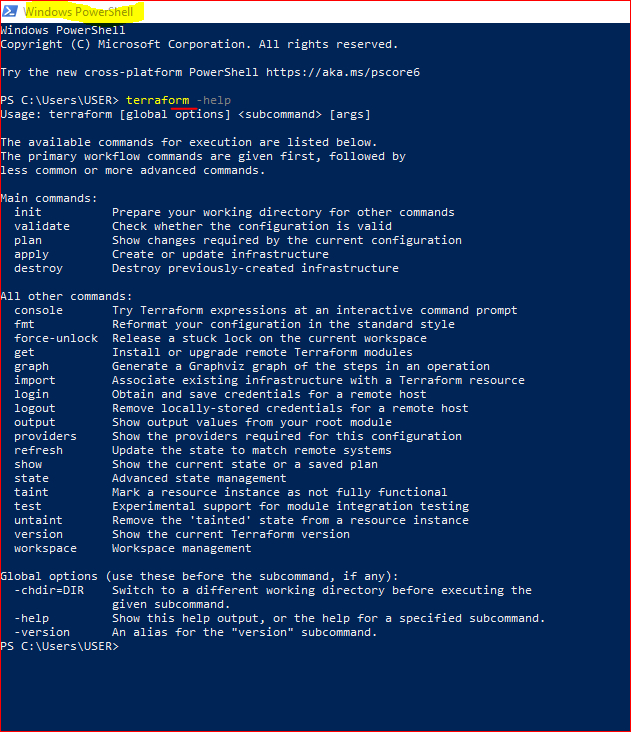 Windows PowerShell
Windows PowerShell
Copyright (C) Microsoft Corporation. All rights reserved.
Try the new cross-platform PowerShell https://aka.ms/pscore6
PS C:\Users\USER> terraform -help
Usage: terraform [global options] <subcommand> [args]
The available commands for execution are listed below.
The primary workflow commands are given first, followed by
less common or more advanced commands.
Main commands:
  init          Prepare your working directory for other commands
  validate      Check whether the configuration is valid
  plan          Show changes required by the current configuration
  apply         Create or update infrastructure
  destroy       Destroy previously-created infrastructure
All other commands:
  console       Try Terraform expressions at an interactive command prompt
  fmt           Reformat your configuration in the standard style
  force-unlock  Release a stuck lock on the current workspace
  get           Install or upgrade remote Terraform modules
  graph         Generate a Graphviz graph of the steps in an operation
  import        Associate existing infrastructure with a Terraform resource
  login         Obtain and save credentials for a remote host
  logout        Remove locally-stored credentials for a remote host
  output        Show output values from your root module
  providers     Show the providers required for this configuration
  refresh       Update the state to match remote systems
  show          Show the current state or a saved plan
  state         Advanced state management
  taint         Mark a resource instance as not fully functional
  test          Experimental support for module integration testing
  untaint       Remove the 'tainted' state from a resource instance
  version       Show the current Terraform version
  workspace     Workspace management
Global options (use these before the subcommand, if any):
  -chdir=DIR    Switch to a different working directory before executing the
                given subcommand.
  -help         Show this help output, or the help for a specified subcommand.
  -version      An alias for the "version" subcommand.
PS C:\Users\USER>